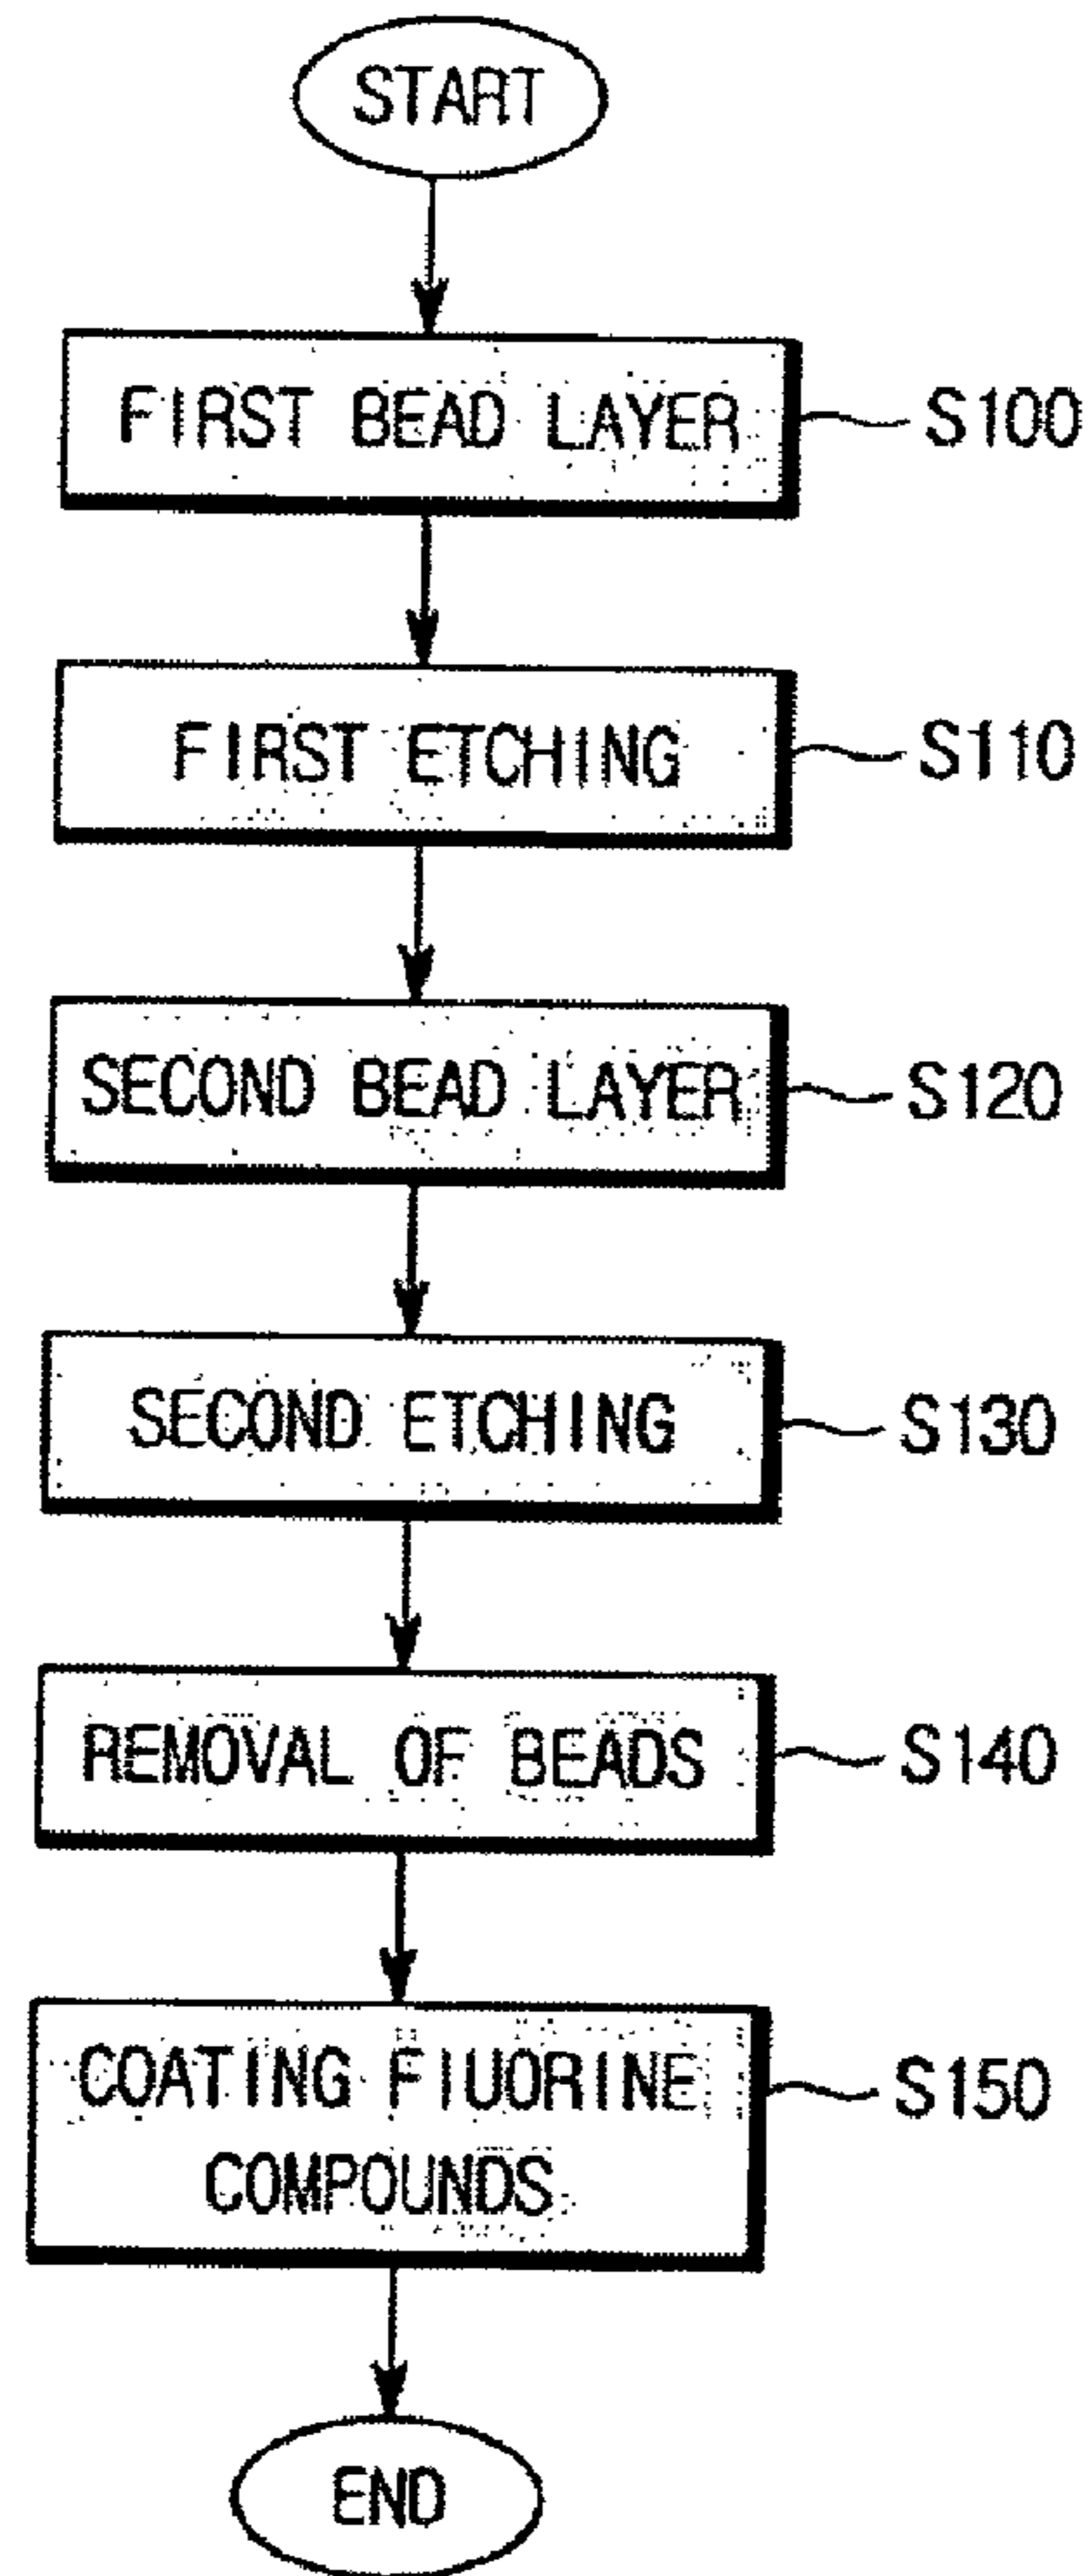 START
FIRST BEAD LAYER
S100
FIRST ETCHING
S110
SECOND BEAD LAYER
S120
SECOND ETCHING
S130
REMOVAL OF BEADS
S140
COATING FIUORINE
COMPOUNDS
S150
END